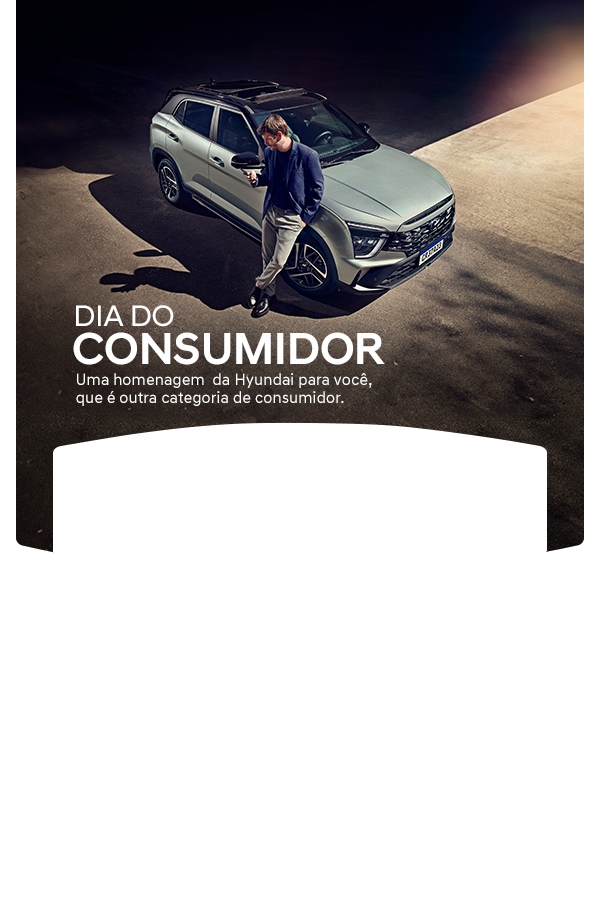 DIA DO
CONSUMIDOR
Uma homenagem da Hyundai para você,
que é outra categoria de consumidor.